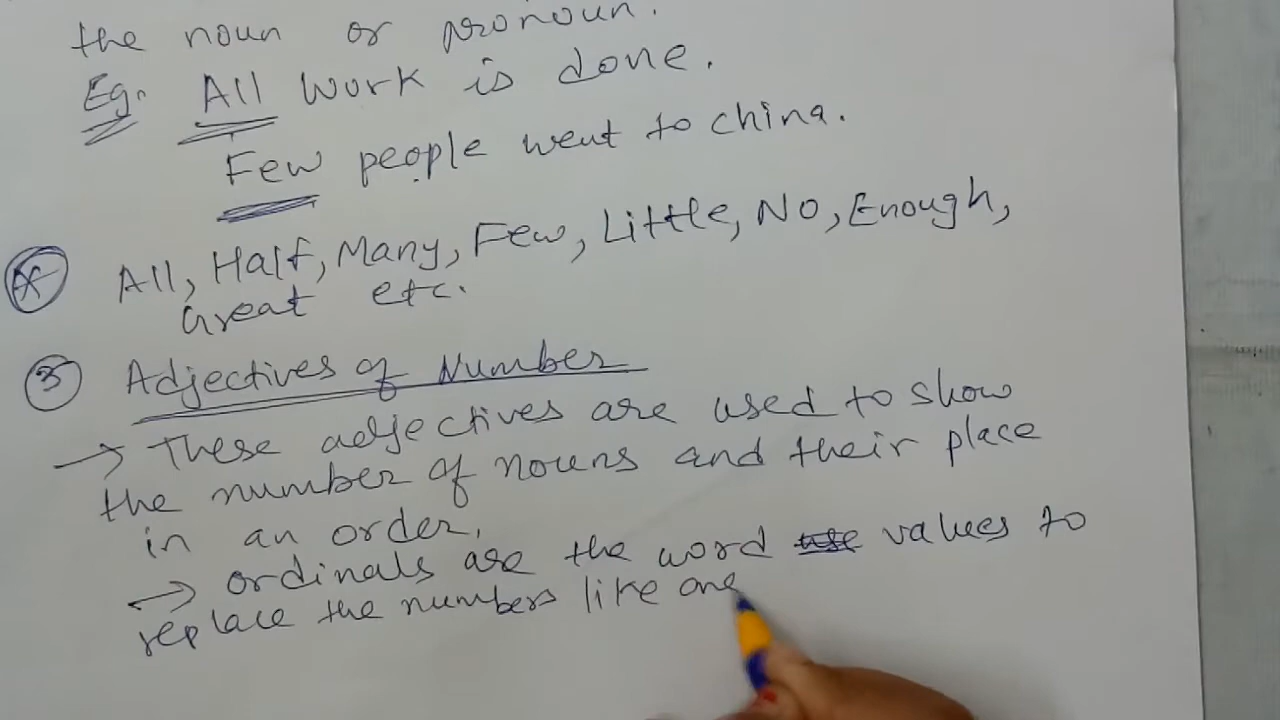 the noun or pronoun.
Eg. All work is done.
Few people went to china.
All, Half, Many, Few, Little, No, Enough,
Great etc.
3 Adjectives of Number
→ These adjectives are used to show
the number of nouns and their place
in an order.
→ ordinals are the word use values to
replace the numbers like one